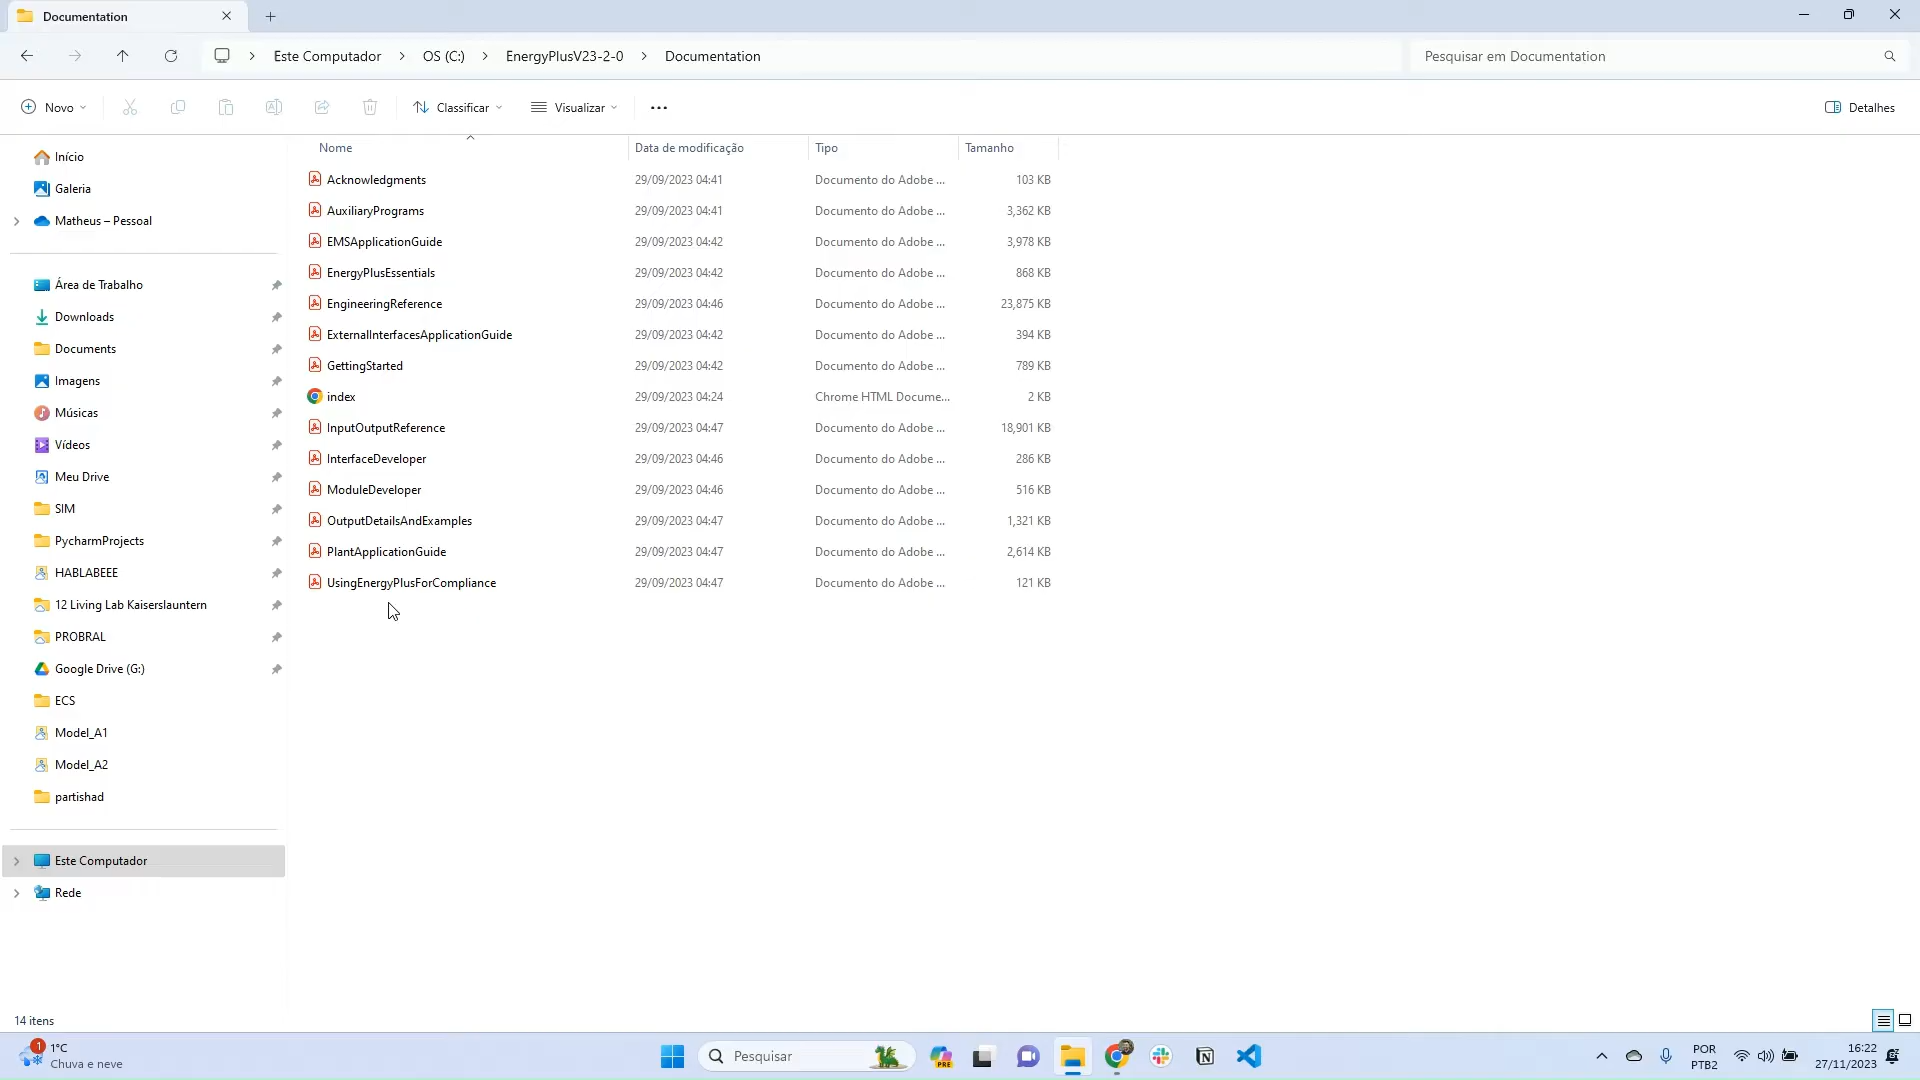 Documentation
Este Computador > OS (C:) > EnergyPlusV23-2-0 > Documentation
Pesquisar em Documentation
Novo
Classificar
Visualizar
Detalhes
Início
Galeria
Matheus – Pessoal
Área de Trabalho
Downloads
Documents
Imagens
Músicas
Vídeos
Meu Drive
SIM
PycharmProjects
HABLABEEE
12 Living Lab Kaiserslauntern
PROBRAL
Google Drive (G:)
ECS
Model_A1
Model_A2
partishad
Este Computador
Rede
Nome Data de modificação Tipo Tamanho
Acknowledgments 29/09/2023 04:41 Documento do Adobe ... 103 KB
AuxiliaryPrograms 29/09/2023 04:41 Documento do Adobe ... 3,362 KB
EMSApplicationGuide 29/09/2023 04:42 Documento do Adobe ... 3,978 KB
EnergyPlusEssentials 29/09/2023 04:42 Documento do Adobe ... 868 KB
EngineeringReference 29/09/2023 04:46 Documento do Adobe ... 23,875 KB
ExternalInterfacesApplicationGuide 29/09/2023 04:42 Documento do Adobe ... 394 KB
GettingStarted 29/09/2023 04:42 Documento do Adobe ... 789 KB
index 29/09/2023 04:24 Chrome HTML Docume... 2 KB
InputOutputReference 29/09/2023 04:47 Documento do Adobe ... 18,901 KB
InterfaceDeveloper 29/09/2023 04:46 Documento do Adobe ... 286 KB
ModuleDeveloper 29/09/2023 04:46 Documento do Adobe ... 516 KB
OutputDetailsAndExamples 29/09/2023 04:47 Documento do Adobe ... 1,321 KB
PlantApplicationGuide 29/09/2023 04:47 Documento do Adobe ... 2,614 KB
UsingEnergyPlusForCompliance 29/09/2023 04:47 Documento do Adobe ... 121 KB
14 itens
1
1°C
Chuva e neve
Pesquisar
PRE
POR
PTB2
16:22
27/11/2023